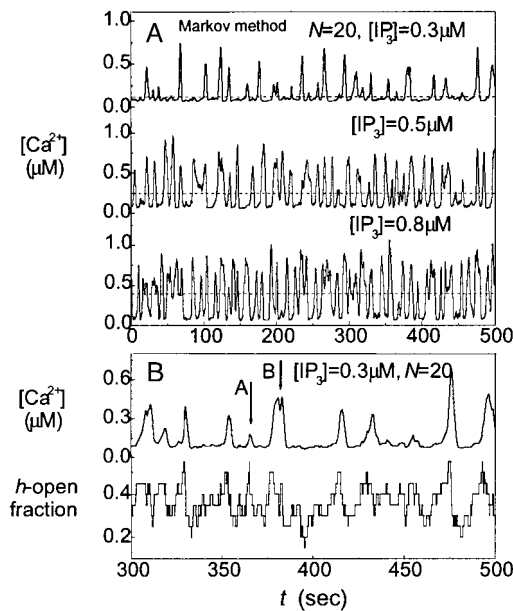 A Markov method N=20, [IP3]=0.3μM
1.0
0.5
0.0
[Ca2+]
(μM)
[IP3]=0.5μM
1.0
0.5
0.0
[IP3]=0.8μM
1.0
0.5
0.0
0 100 200 300 400 500
B [IP3]=0.3μM, N=20
A B
[Ca2+]
(μM)
0.6
0.3
0.0
h-open
fraction
0.4
0.2
300 350 400 450 500
t (sec)